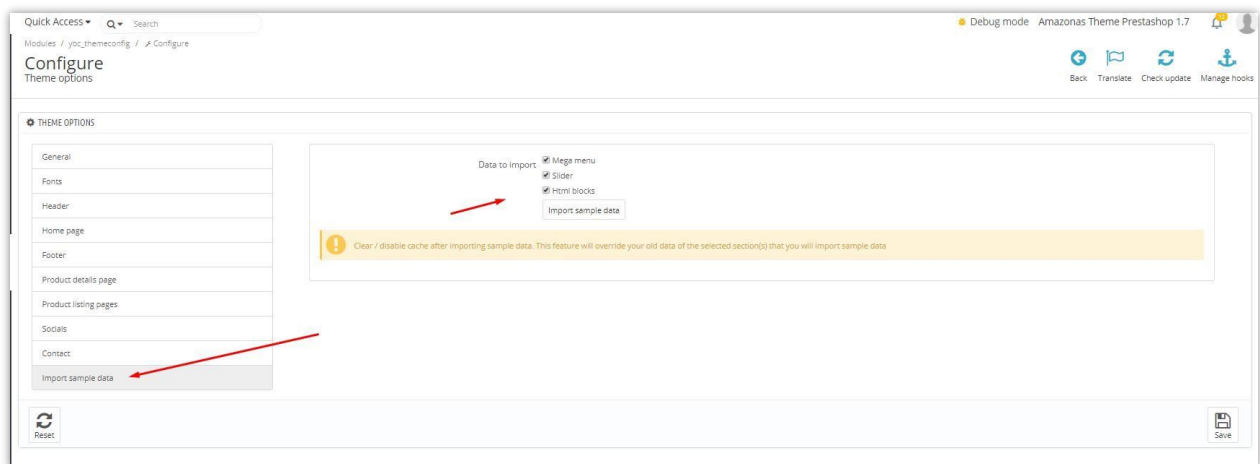 Quick Access
Search
Debug mode
Amazonas Theme Prestashop 1.7
Modules / ybc_themeconfig / Configure
Configure
Theme options
Back
Translate
Check update
Manage hooks
THEME OPTIONS
General
Fonts
Header
Home page
Footer
Product details page
Product listing pages
Socials
Contact
Import sample data
Data to import
Mega menu
Slider
Html blocks
Import sample data
Clear / disable cache after importing sample data. This feature will override your old data of the selected section(s) that you will import sample data
Reset
Save